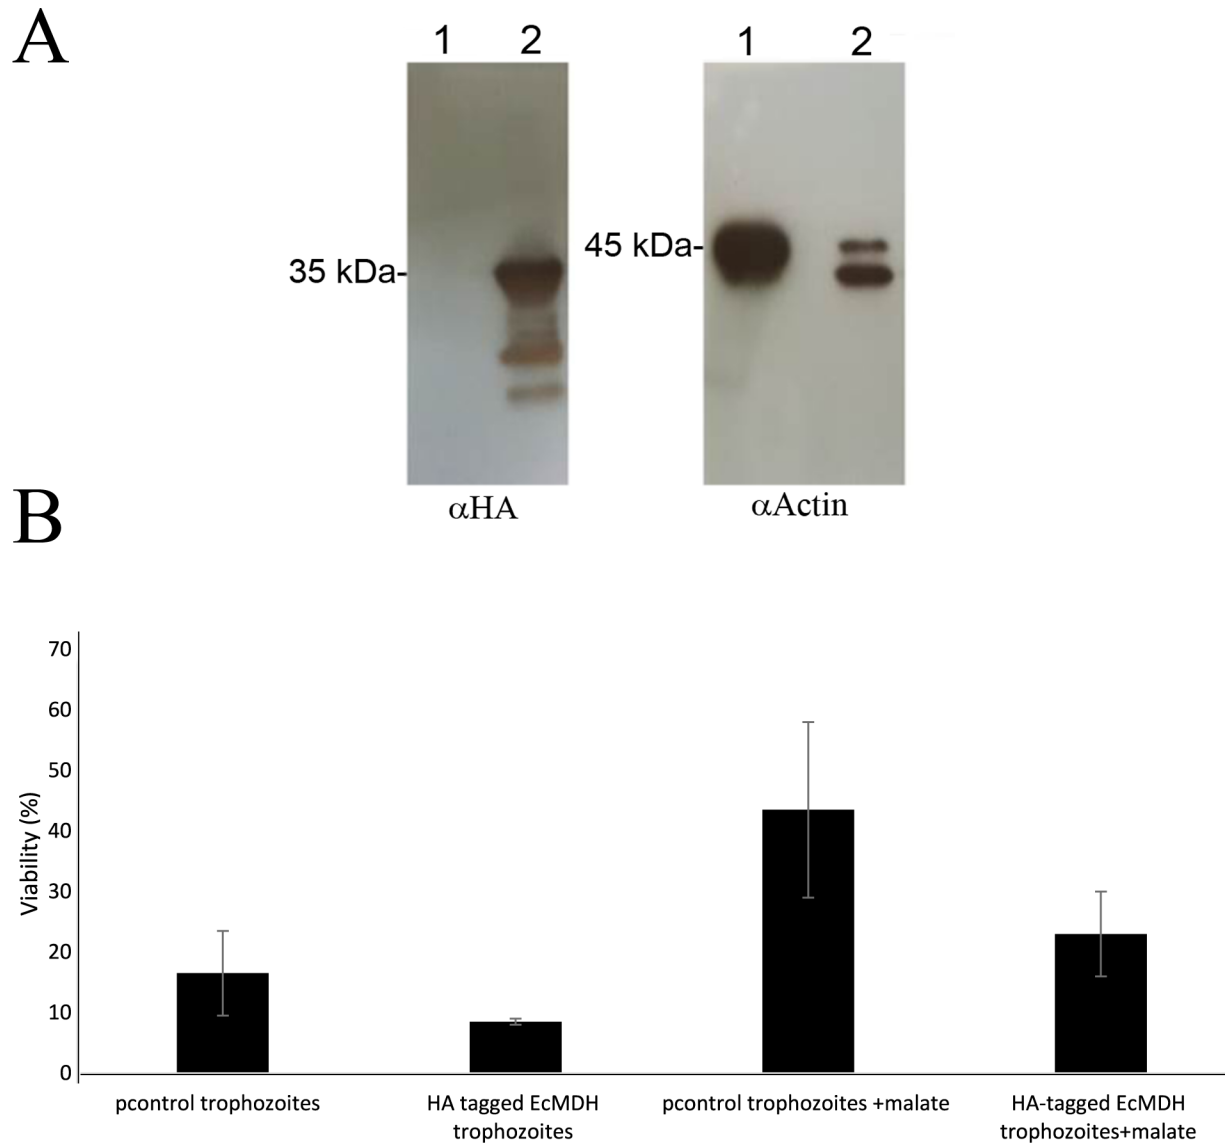 A
1 2
1 2
35 kDa-
45 kDa-
αHA
αActin
B
Viability (%)
70
60
50
40
30
20
10
0
pcontrol trophozoites
HA tagged EcMDH
trophozoites
pcontrol trophozoites +malate
HA-tagged EcMDH
trophozoites+malate